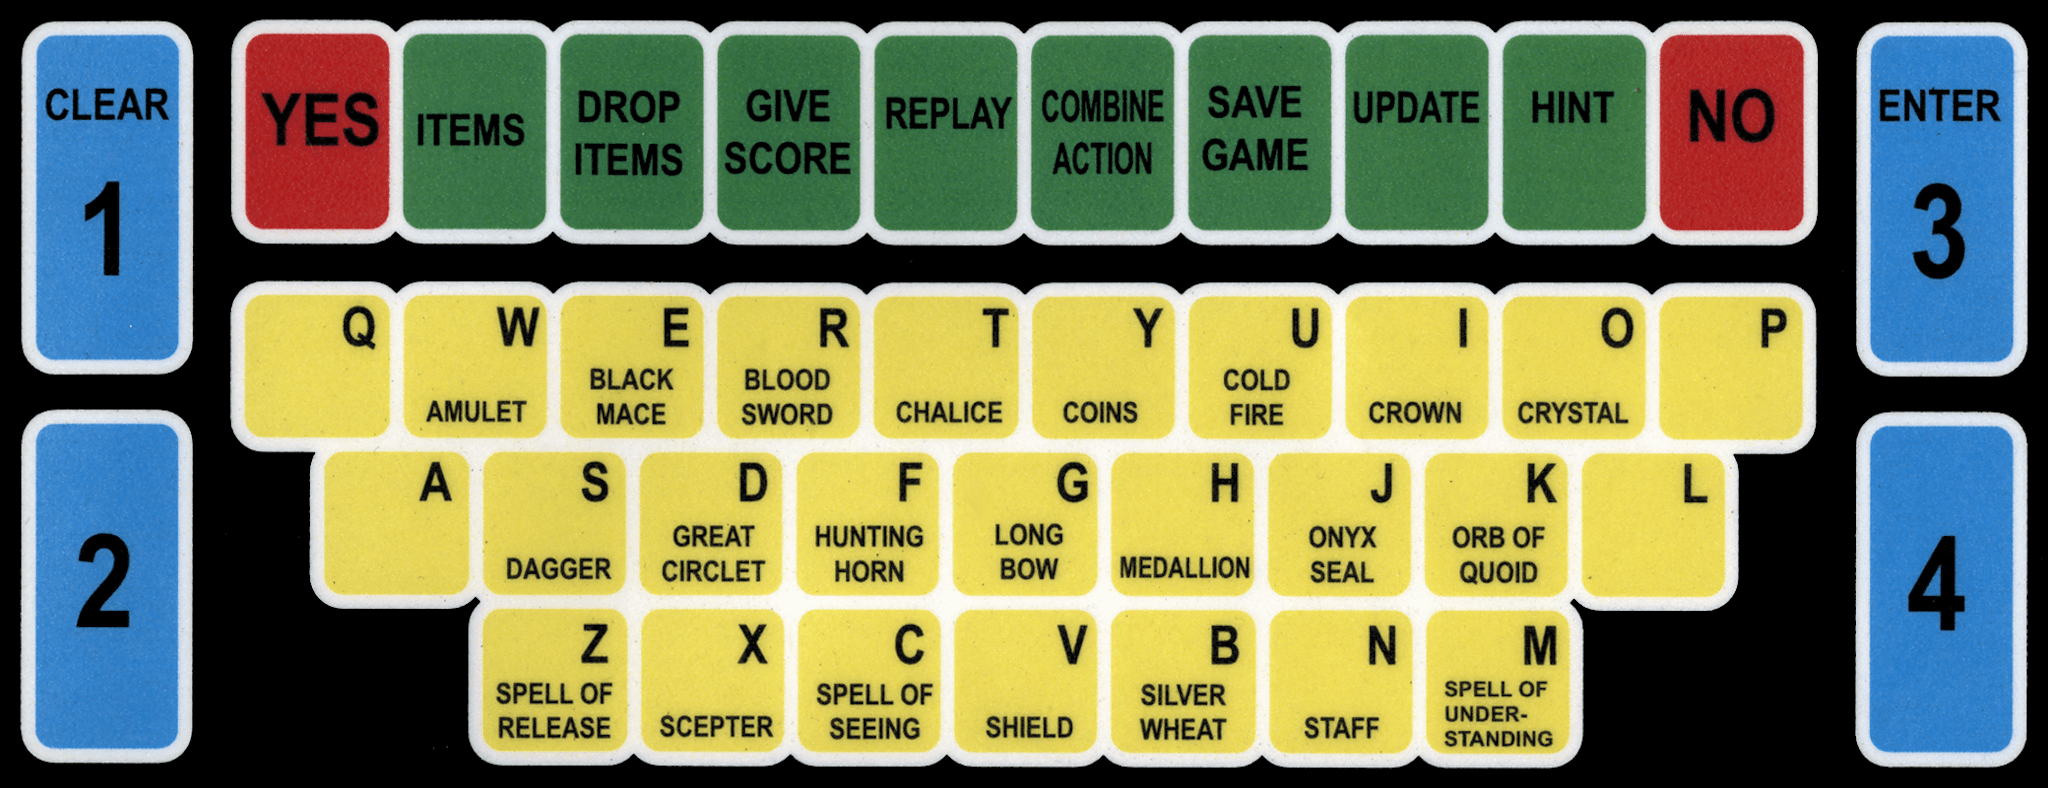 CLEAR
1
2
YES
ITEMS
DROP
ITEMS
GIVE
SCORE
REPLAY
COMBINE
ACTION
SAVE
GAME
UPDATE
HINT
NO
ENTER
3
4
Q
W
AMULET
E
BLACK
MACE
R
BLOOD
SWORD
T
CHALICE
Y
COINS
U
COLD
FIRE
I
CROWN
O
CRYSTAL
P
A
S
DAGGER
D
GREAT
CIRCLET
F
HUNTING
HORN
G
LONG
BOW
H
MEDALLION
J
ONYX
SEAL
K
ORB OF
QUOID
L
Z
SPELL OF
RELEASE
X
SCEPTER
C
SPELL OF
SEEING
V
SHIELD
B
SILVER
WHEAT
N
STAFF
M
SPELL OF
UNDER-
STANDING